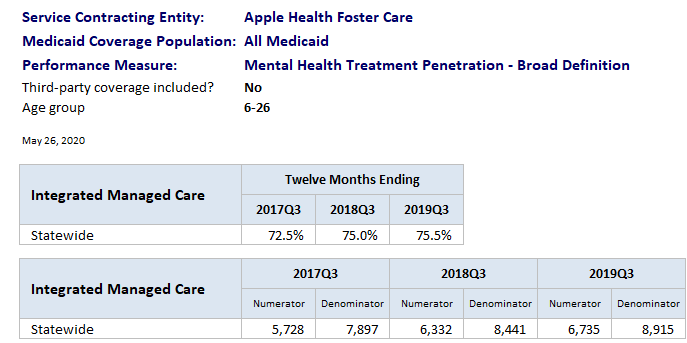 Service Contracting Entity: Apple Health Foster Care
Medicaid Coverage Population: All Medicaid
Performance Measure: Mental Health Treatment Penetration - Broad Definition
Third-party coverage included? No
Age group 6-26
May 26, 2020
Integrated Managed Care Twelve Months Ending
2017Q3 2018Q3 2019Q3
Statewide 72.5% 75.0% 75.5%
Integrated Managed Care 2017Q3 2018Q3 2019Q3
Numerator Denominator Numerator Denominator Numerator Denominator
Statewide 5,728 7,897 6,332 8,441 6,735 8,915